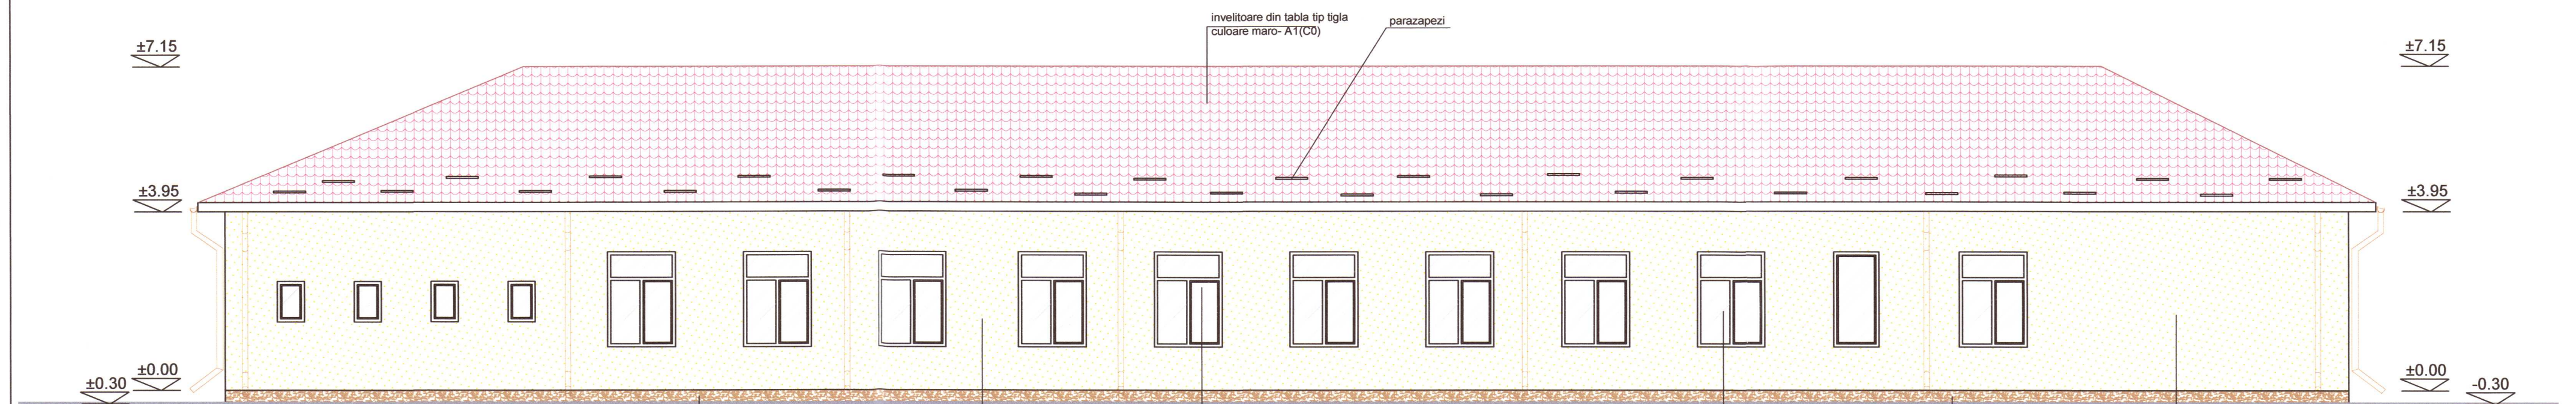 invelitoare din tabla tip tigla
culoare maro- A1(C0)
parazapezi
±7.15
±7.15
±3.95
±3.95
±0.00
±0.30
±0.00
-0.30